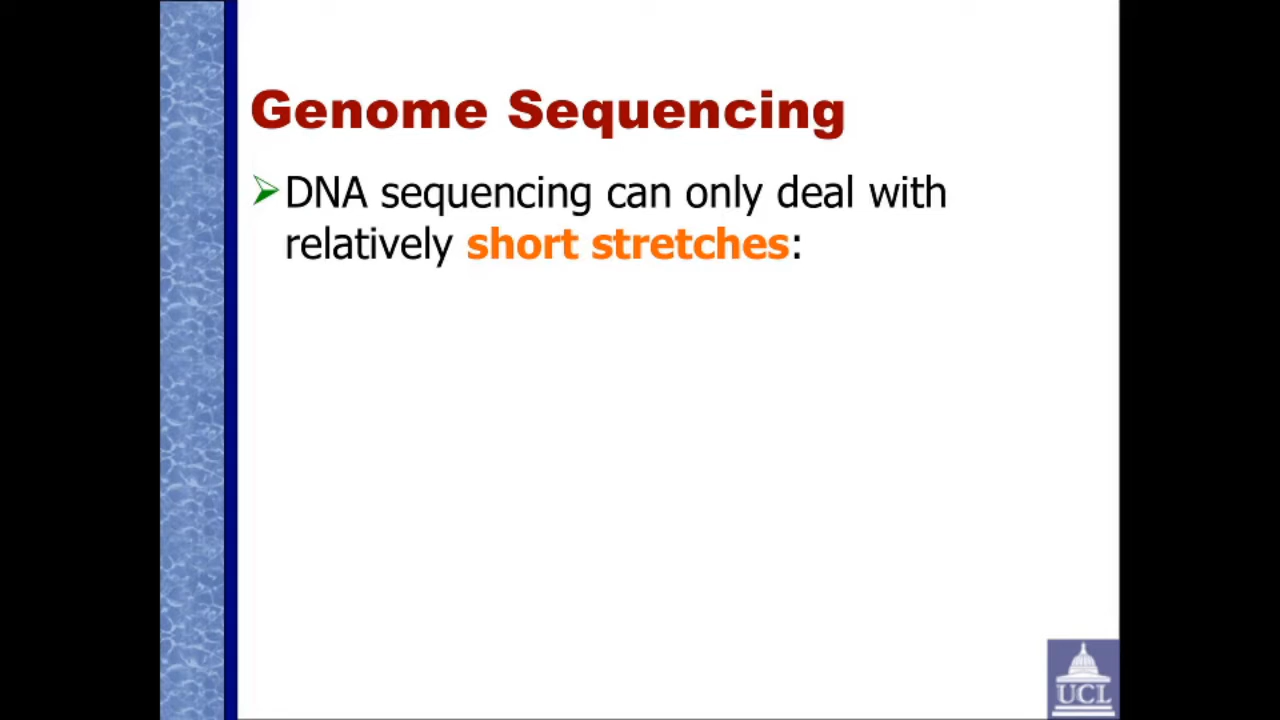 Genome Sequencing
DNA sequencing can only deal with
relatively short stretches:
UCL